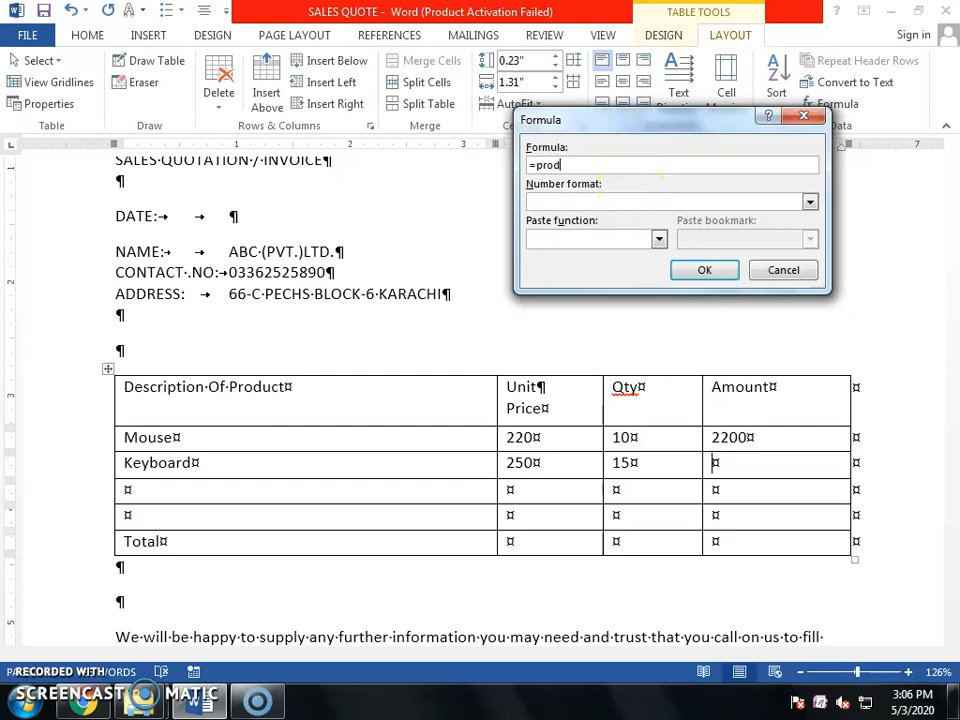 SALES QUOTE - Word (Product Activation Failed)
TABLE TOOLS
FILE HOME INSERT DESIGN PAGE LAYOUT REFERENCES MAILINGS REVIEW VIEW DESIGN LAYOUT Sign in
Select
View Gridlines
Properties
Table
Draw Table
Eraser
Draw
Delete
Insert Above
Insert Below
Insert Left
Insert Right
Rows & Columns
Merge Cells
Split Cells
Split Table
Merge
0.23"
1.31"
AutoFit
Text
Cell
Sort
Repeat Header Rows
Convert to Text
Formula
Data
Formula
Formula:
=prod
Number format:
Paste function:
Paste bookmark:
OK Cancel
SALES·QUOTATION·/·INVOICE¶
¶
DATE:→ → ¶
NAME:→ → ABC·(PVT.)LTD.¶
CONTACT·.NO:→03362525890¶
ADDRESS: → 66-C·PECHS·BLOCK-6·KARACHI¶
¶
¶
Description·Of·Product¤ Unit¶ Qty¤ Amount¤ ¤
Price¤
Mouse¤ 220¤ 10¤ 2200¤ ¤
Keyboard¤ 250¤ 15¤ ¤ ¤
¤ ¤ ¤ ¤ ¤
¤ ¤ ¤ ¤ ¤
Total¤ ¤ ¤ ¤ ¤
¶
¶
We·will·be·happy·to·supply·any·further·information·you·may·need·and·trust·that·you·call·on·us·to·fill·
RECORDED WITH
SCREENCAST MATIC
WORDS
126%
3:06 PM
5/3/2020